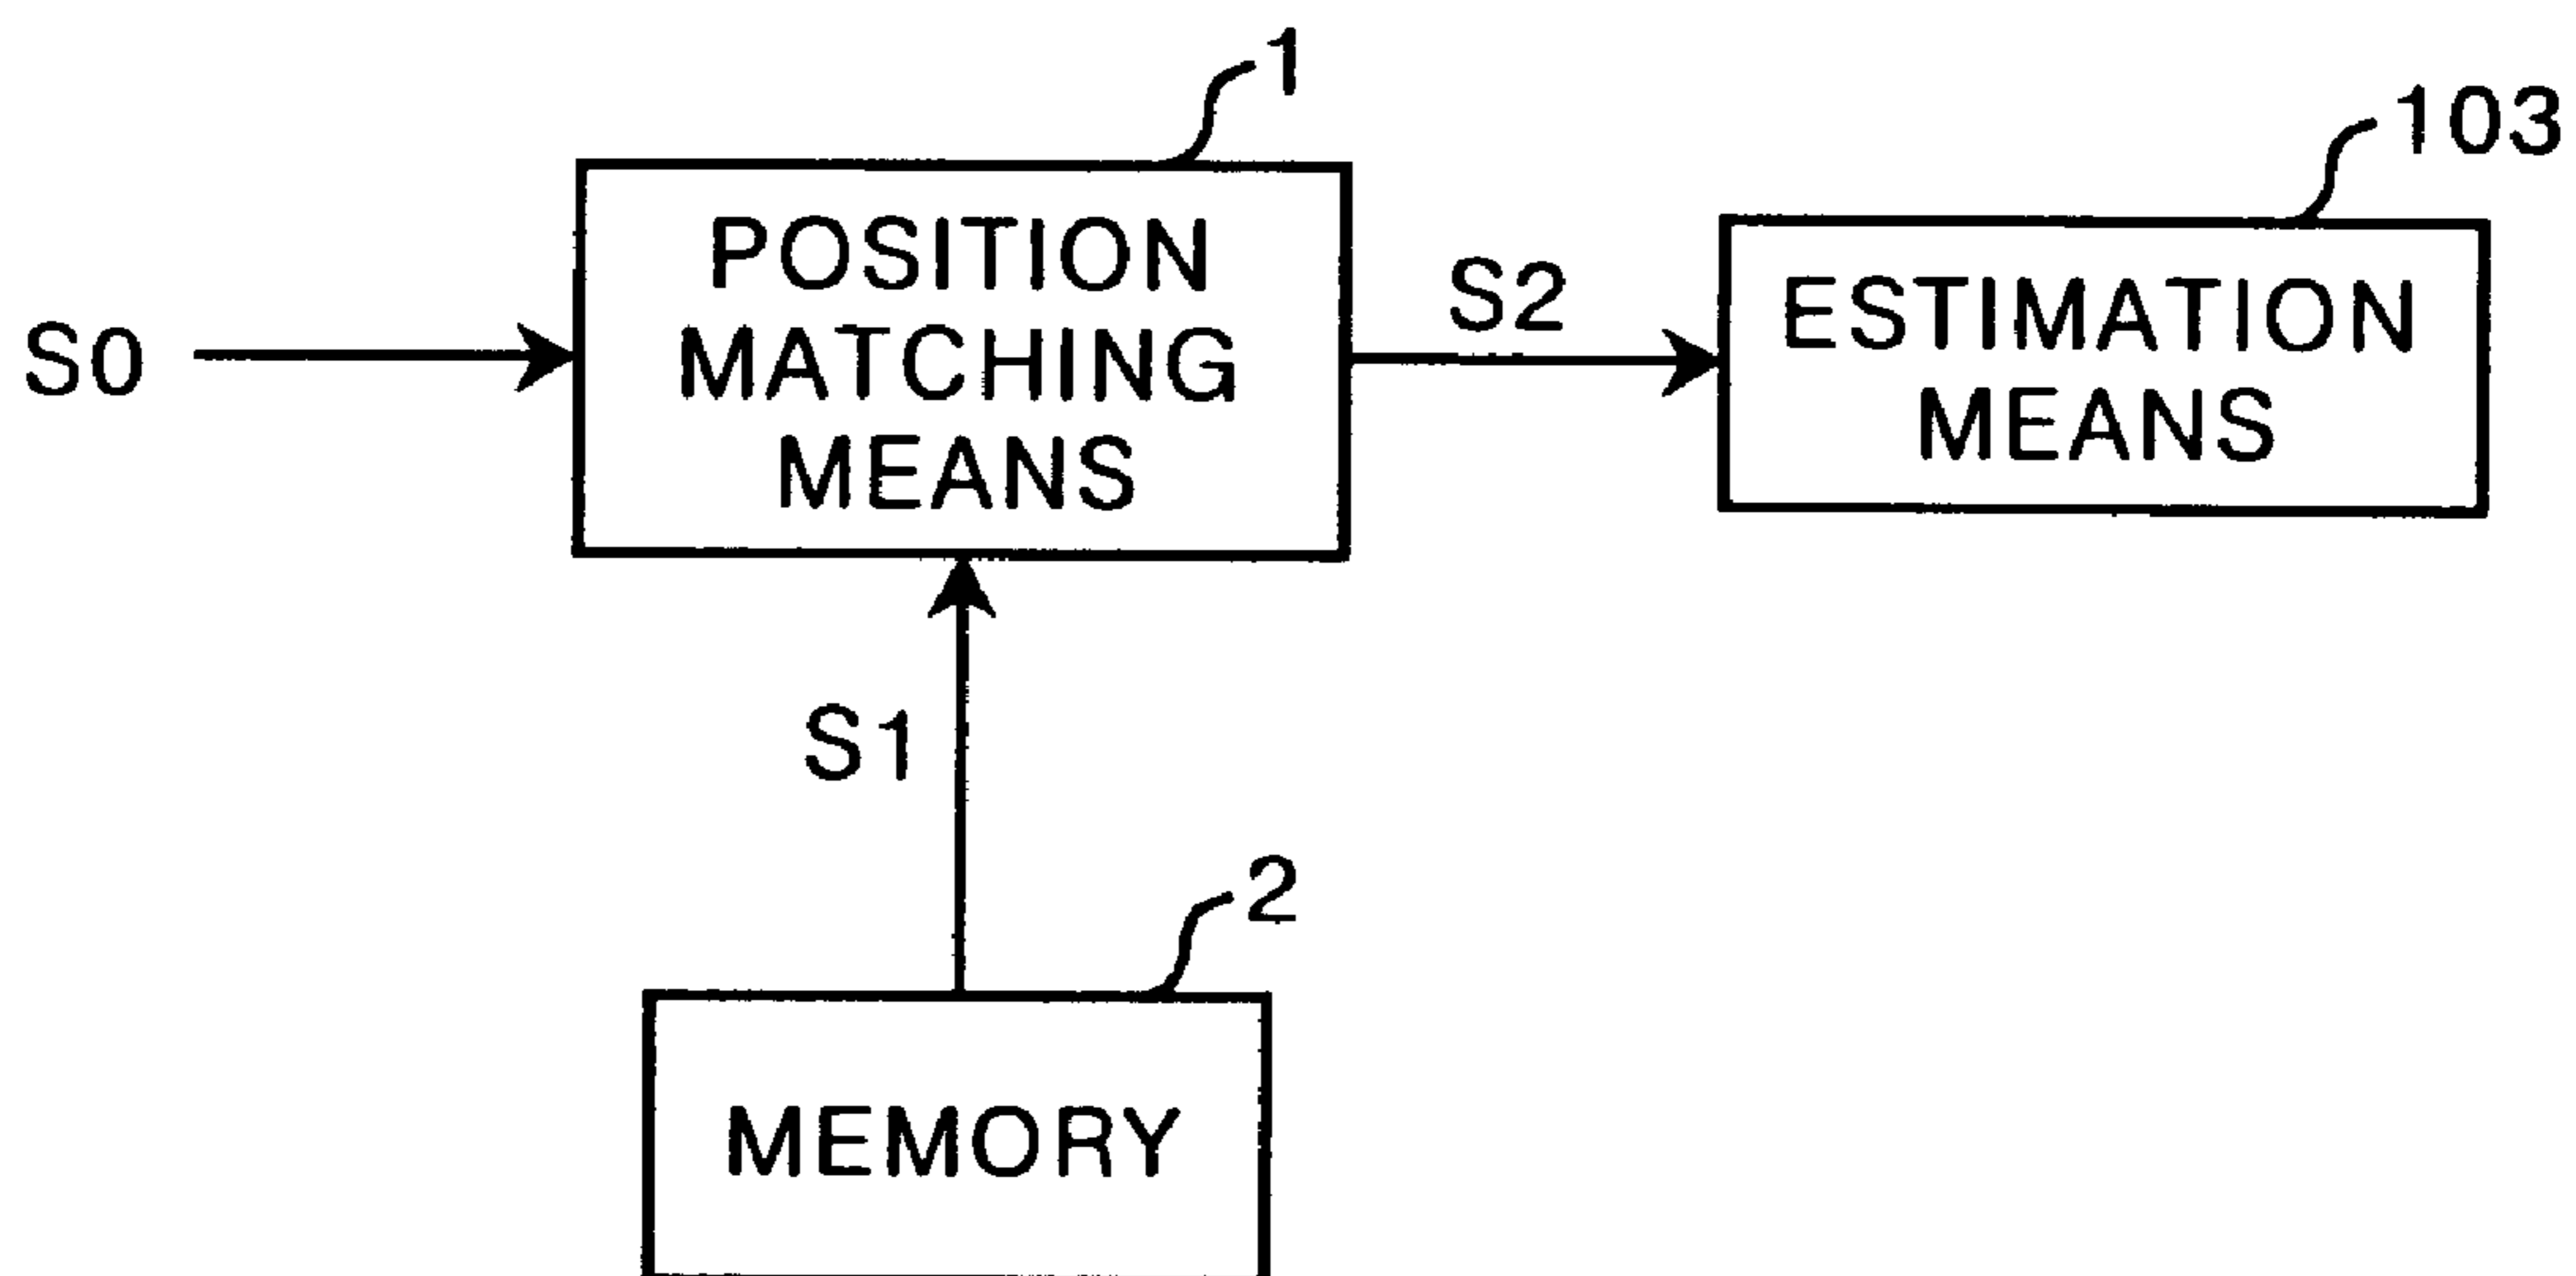 1
103
POSITION
MATCHING
MEANS
S0
S2
ESTIMATION
MEANS
S1
2
MEMORY